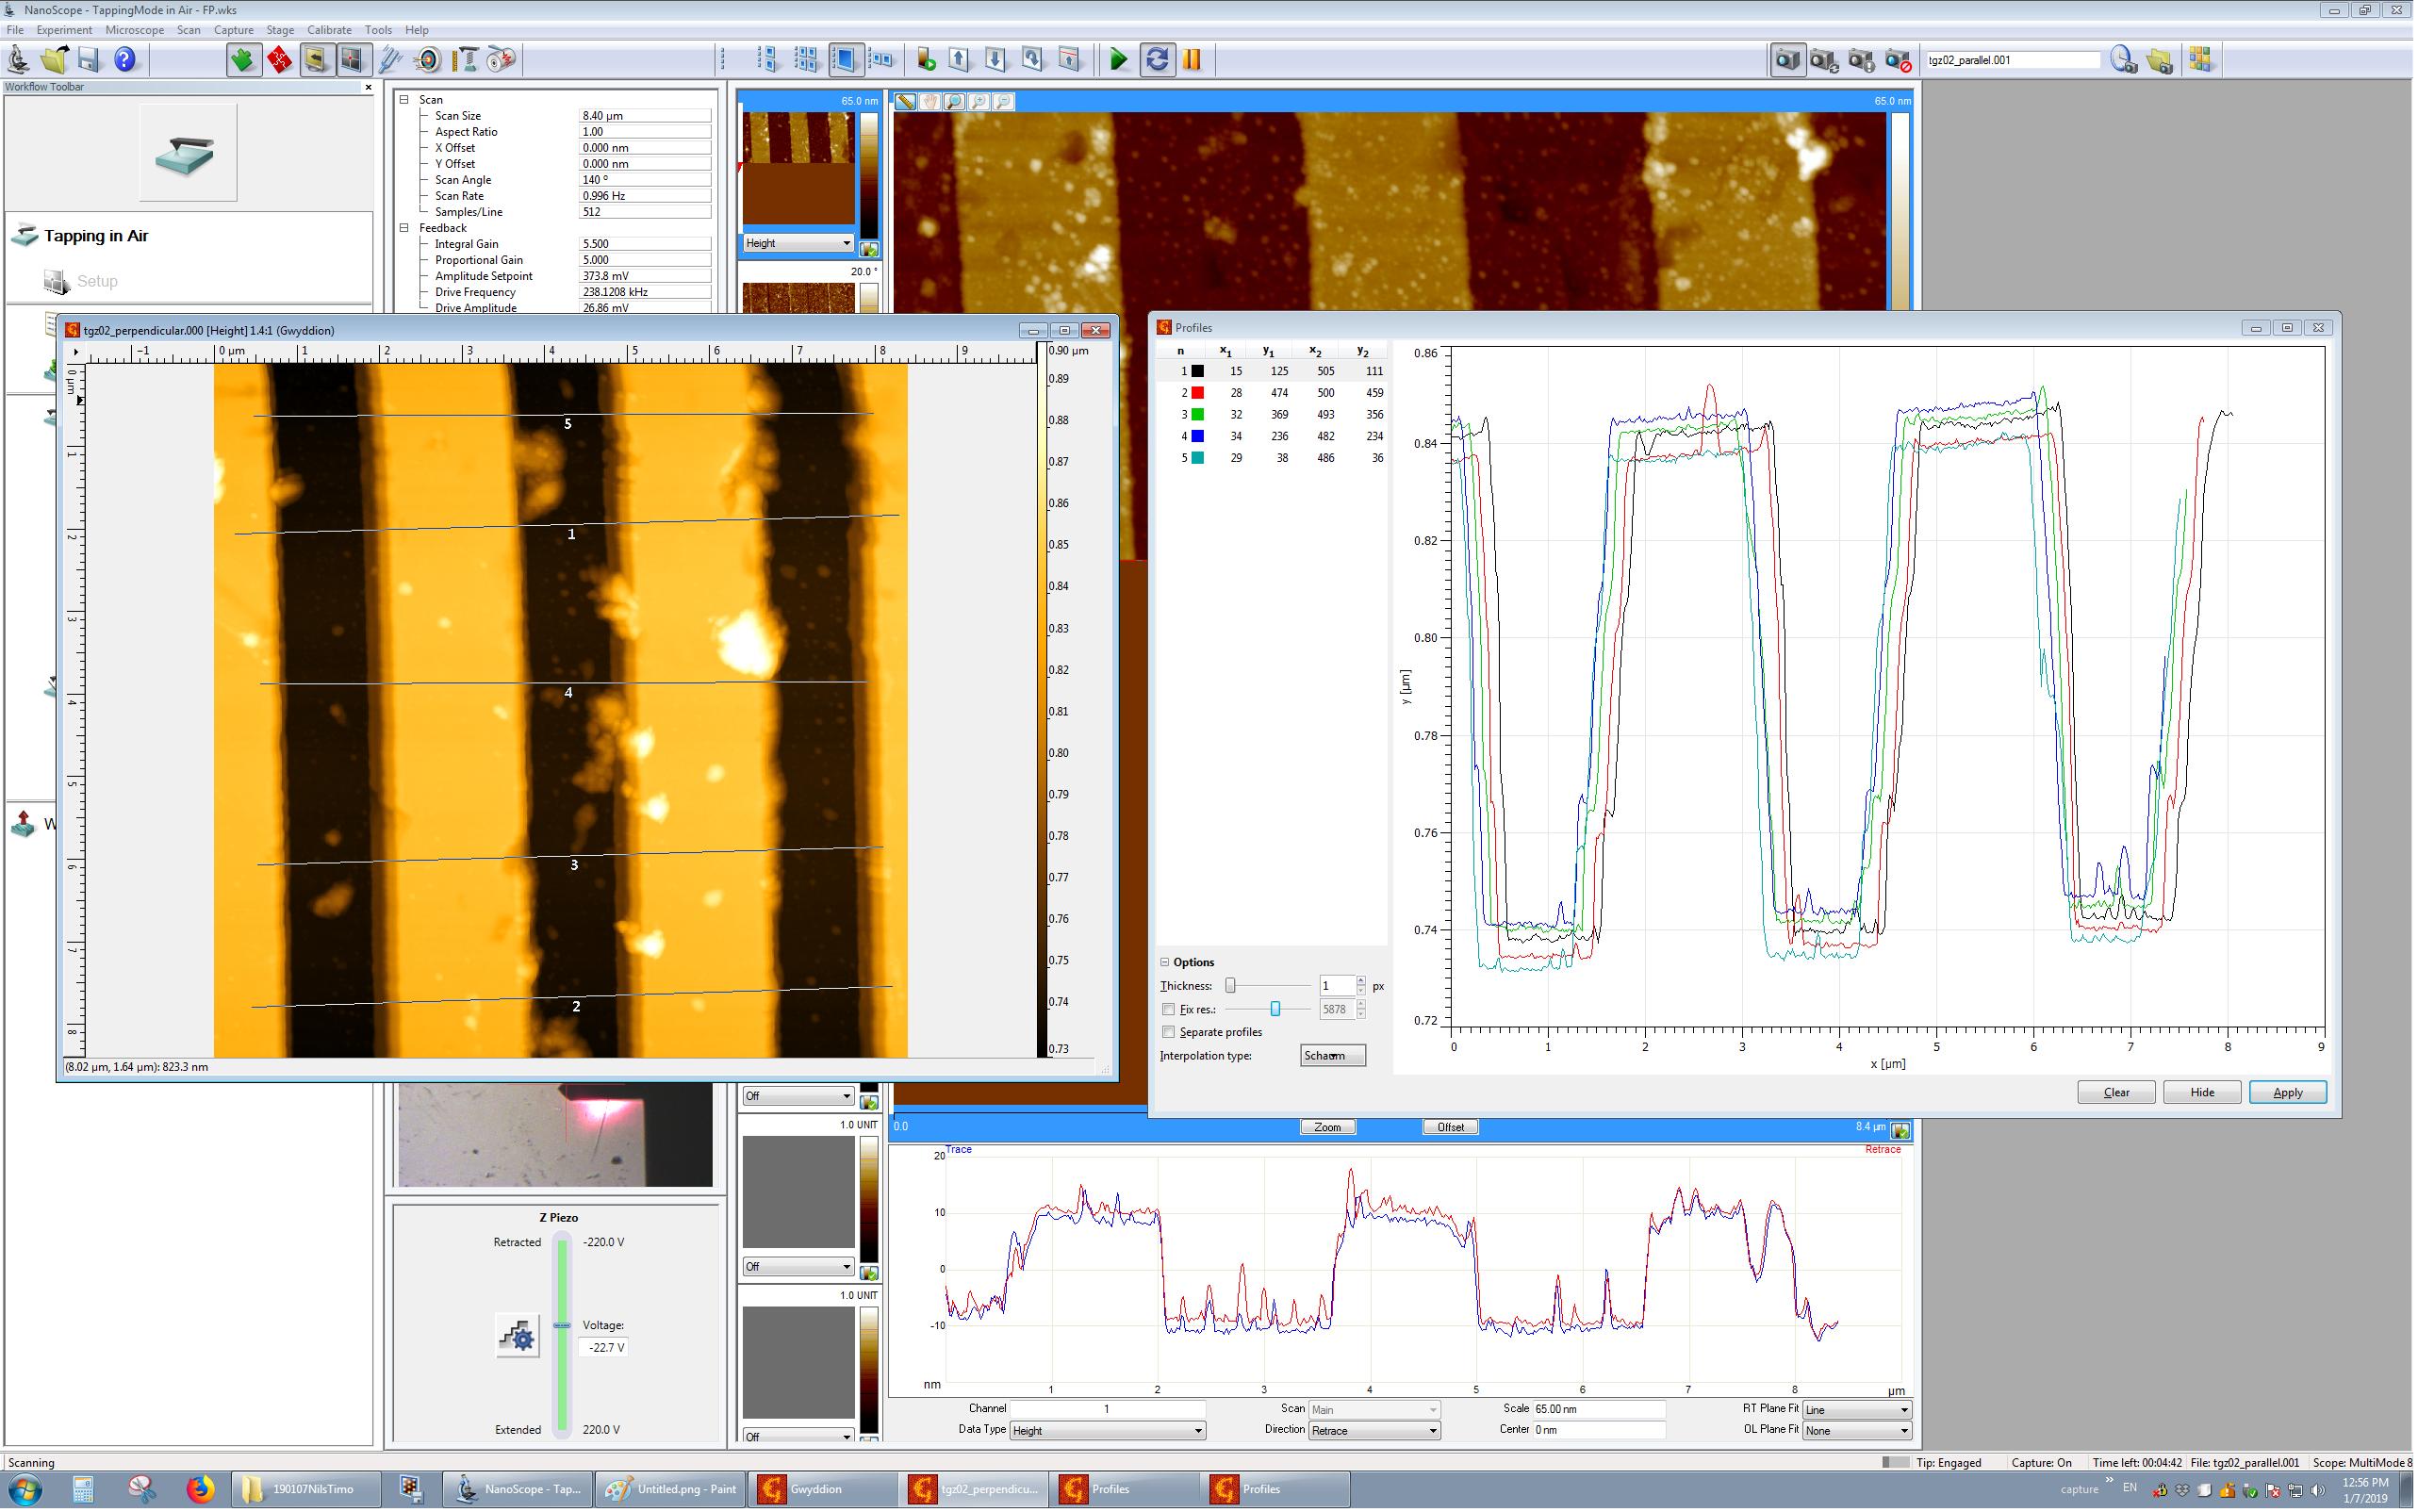 NanoScope - TappingMode in Air - FP.wks
File Experiment Microscope Scan Capture Stage Calibrate Tools Help
tgz02_parallel.001
Workflow Toolbar
Tapping in Air
Setup
W
Scan
Scan Size 8.40 µm
Aspect Ratio 1.00
X Offset 0.000 nm
Y Offset 0.000 nm
Scan Angle 140 º
Scan Rate 0.996 Hz
Samples/Line 512
Feedback
Integral Gain 5.500
Proportional Gain 5.000
Amplitude Setpoint 373.8 mV
Drive Frequency 238.1208 kHz
Drive Amplitude 26.86 mV
65.0 nm
Height
20.0 °
65.0 nm
tgz02_perpendicular.000 [Height] 1.4:1 (Gwyddion)
-1 0 µm 1 2 3 4 5 6 7 8 9
0 µm 1 2 3 4 5 6 7 8
5
1
4
3
2
0.90 µm
0.89
0.88
0.87
0.86
0.85
0.84
0.83
0.82
0.81
0.80
0.79
0.78
0.77
0.76
0.75
0.74
0.73
(8.02 µm, 1.64 µm): 823.3 nm
Profiles
n x1 y1 x2 y2
1 15 125 505 111
2 28 474 500 459
3 32 369 493 356
4 34 236 482 234
5 29 38 486 36
Options
Thickness: 1 px
Fix res.: 5878
Separate profiles
Interpolation type: Schaum
0.86
0.84
0.82
0.80
0.78
0.76
0.74
0.72
y [µm]
0 1 2 3 4 5 6 7 8 9
x [µm]
Clear Hide Apply
Off
1.0 UNIT
Off
1.0 UNIT
Off
0.0 Zoom Offset 8.4 µm
Trace Retrace
20
10
0
-10
nm 1 2 3 4 5 6 7 8 µm
Z Piezo
Retracted -220.0 V
Voltage:
-22.7 V
Extended 220.0 V
Channel 1 Scan Main Scale 65.00 nm RT Plane Fit Line
Data Type Height Direction Retrace Center 0 nm OL Plane Fit None
Scanning
Tip: Engaged Capture: On Time left: 00:04:42 File: tgz02_parallel.001 Scope: MultiMode 8
190107NilsTimo NanoScope - Tap... Untitled.png - Paint Gwyddion tgz02_perpendicu... Profiles Profiles
capture EN
12:56 PM
1/7/2019